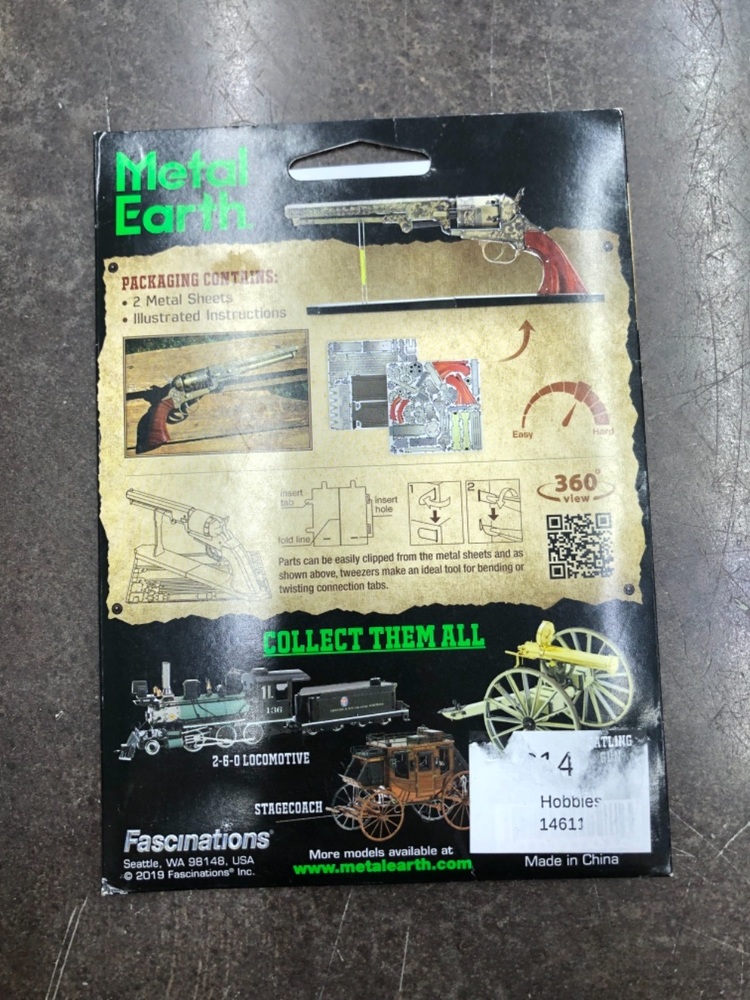 Metal
Earth
PACKAGING CONTAINS:
• 2 Metal Sheets
• Illustrated Instructions
Easy
Hard
insert
tab
insert
hole
fold line
1
2
360°
view
Parts can be easily clipped from the metal sheets and as
shown above, tweezers make an ideal tool for bending or
twisting connection tabs.
COLLECT THEM ALL
136
2-6-0 LOCOMOTIVE
GUN
STAGECOACH
14
Hobbies
14611
Fascinations®
Seattle, WA 98148, USA
© 2019 Fascinations® Inc.
More models available at
www.metalearth.com
Made in China